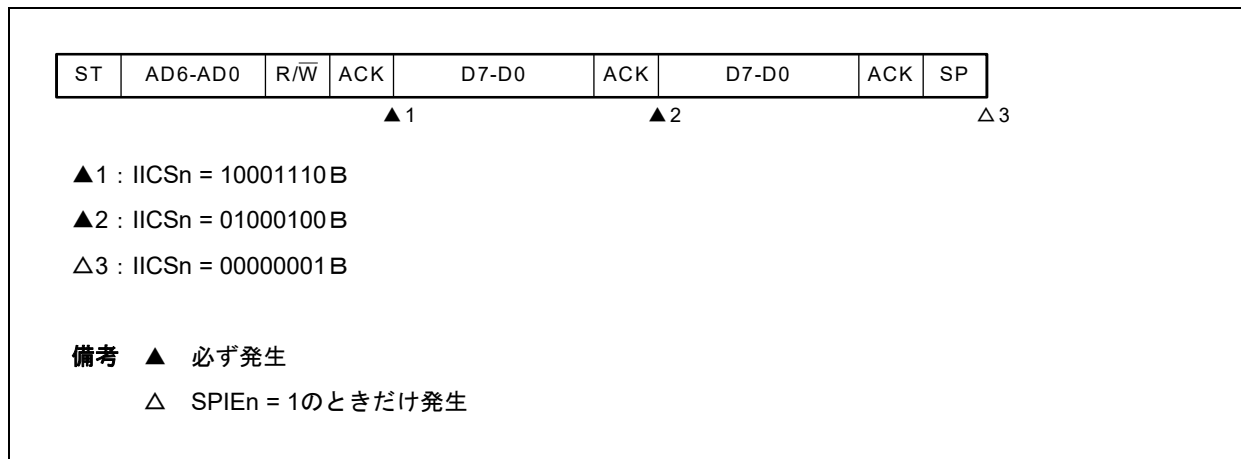 ST AD6-AD0 R/W̅ ACK D7-D0 ACK D7-D0 ACK SP
▲1 ▲2 △3
▲1：IICSn = 10001110B
▲2：IICSn = 01000100B
△3：IICSn = 00000001B
備考 ▲ 必ず発生
△ SPIEn = 1のときだけ発生